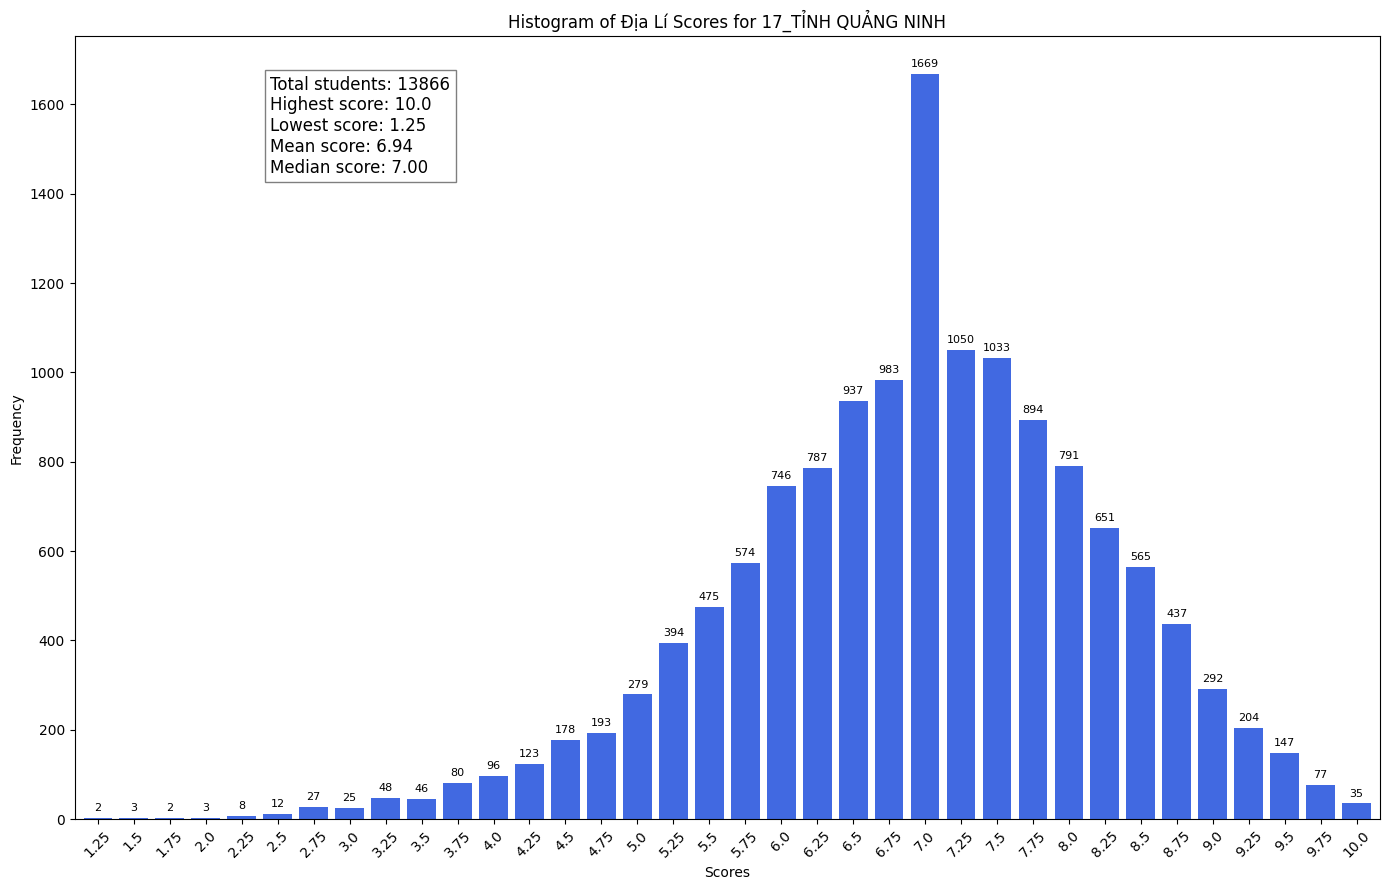 Histogram of Địa Lí Scores for 17_TỈNH QUẢNG NINH
Total students: 13866
Highest score: 10.0
Lowest score: 1.25
Mean score: 6.94
Median score: 7.00
Frequency
1600
1400
1200
1000
800
600
400
200
0
2 3 2 3 8 12 27 25 48 46 80 96 123 178 193 279 394 475 574 746 787 937 983 1669 1050 1033 894 791 651 565 437 292 204 147 77 35
1.25 1.5 1.75 2.0 2.25 2.5 2.75 3.0 3.25 3.5 3.75 4.0 4.25 4.5 4.75 5.0 5.25 5.5 5.75 6.0 6.25 6.5 6.75 7.0 7.25 7.5 7.75 8.0 8.25 8.5 8.75 9.0 9.25 9.5 9.75 10.0
Scores